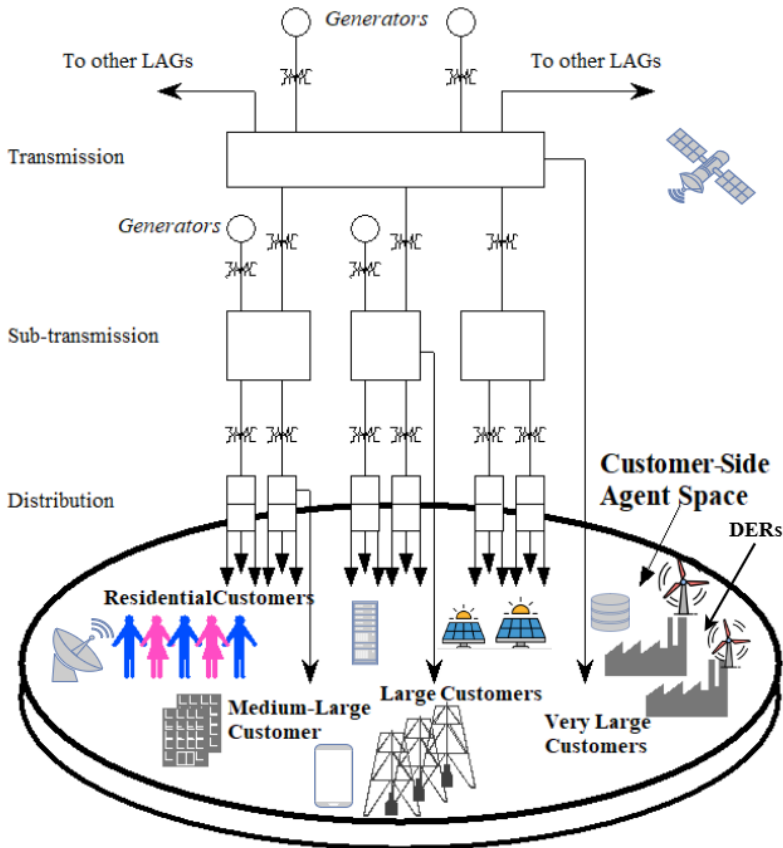 Generators
To other LAGs
To other LAGs
Transmission
Generators
Sub-transmission
Customer-Side
Agent Space
Distribution
DERs
ResidentialCustomers
Medium-Large
Customer
Large Customers
Very Large
Customers